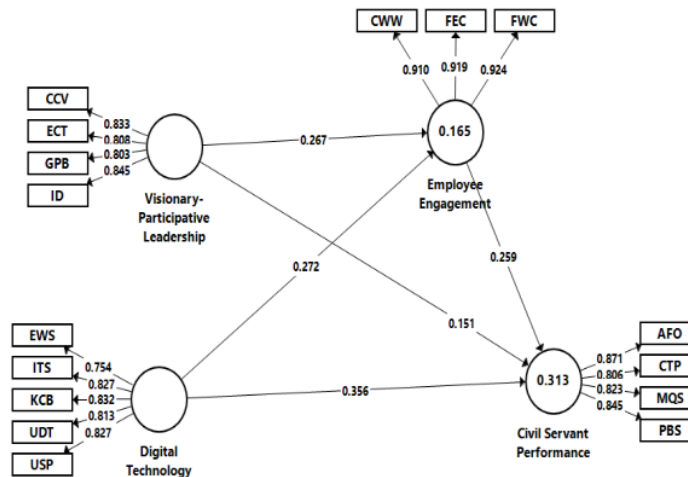 CWW
FEC
FWC
0.910
0.919
0.924
CCV
ECT
GPB
ID
0.833
0.808
0.803
0.845
0.267
0.165
Visionary-
Participative
Leadership
Employee
Engagement
0.272
0.259
0.151
EWS
ITS
KCB
UDT
USP
0.754
0.827
0.832
0.813
0.827
0.356
0.313
0.871
0.806
0.823
0.845
AFO
CTP
MQS
PBS
Digital
Technology
Civil Servant
Performance